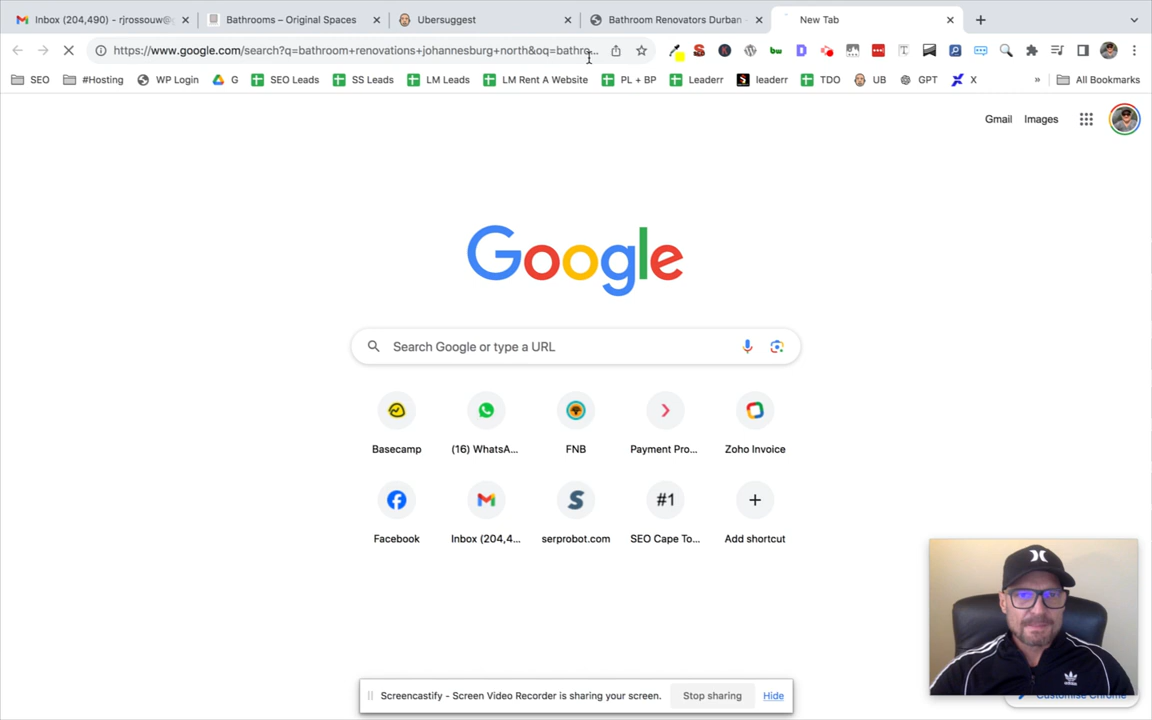 Inbox (204,490) - rjrossouw@g
Bathrooms – Original Spaces
Ubersuggest
Bathroom Renovators Durban -
New Tab
https://www.google.com/search?q=bathroom+renovations+johannesburg+north&oq=bathro...
SEO
#Hosting
WP Login
G
SEO Leads
SS Leads
LM Leads
LM Rent A Website
PL + BP
Leaderr
leaderr
TDO
UB
GPT
X
»
All Bookmarks
Gmail
Images
Google
Search Google or type a URL
Basecamp
(16) WhatsA...
FNB
Payment Pro...
Zoho Invoice
#1
Facebook
Inbox (204,4...
serprobot.com
SEO Cape To...
Add shortcut
Screencastify - Screen Video Recorder is sharing your screen.
Stop sharing
Hide
Customise Chrome